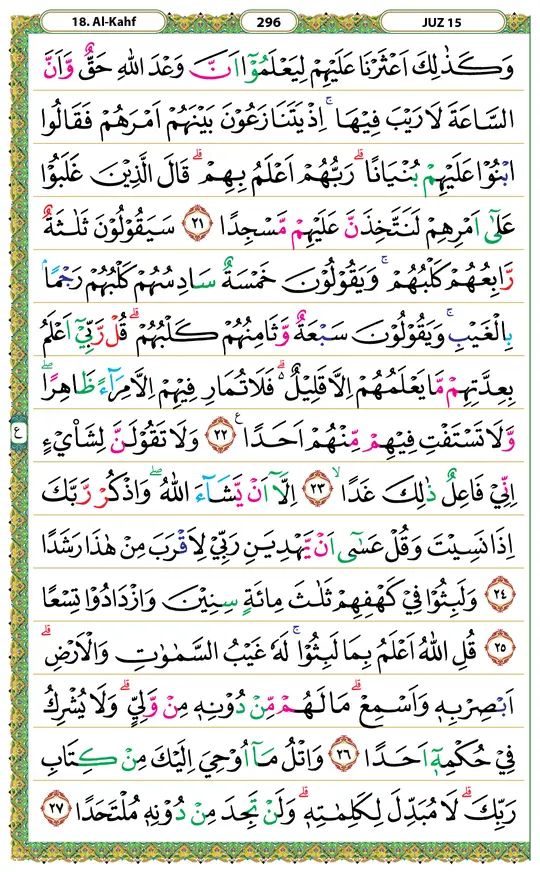 18. Al-Kahf 296 JUZ 15
وَكَذٰلِكَ اَعْثَرْنَا عَلَيْهِمْ لِيَعْلَمُوْٓا اَنَّ وَعْدَ اللّٰهِ حَقٌّ وَّاَنَّ
السَّاعَةَ لَا رَيْبَ فِيْهَاۚ اِذْ يَتَنَازَعُوْنَ بَيْنَهُمْ اَمْرَهُمْ فَقَالُوا
ابْنُوْا عَلَيْهِمْ بُنْيَانًاۗ رَبُّهُمْ اَعْلَمُ بِهِمْۗ قَالَ الَّذِيْنَ غَلَبُوْا
عَلٰٓى اَمْرِهِمْ لَنَتَّخِذَنَّ عَلَيْهِمْ مَّسْجِدًا ٢١ سَيَقُوْلُوْنَ ثَلٰثَةٌ
رَّابِعُهُمْ كَلْبُهُمْۚ وَيَقُوْلُوْنَ خَمْسَةٌ سَادِسُهُمْ كَلْبُهُمْ رَجْمًاۢ
بِالْغَيْبِۚ وَيَقُوْلُوْنَ سَبْعَةٌ وَّثَامِنُهُمْ كَلْبُهُمْۗ قُلْ رَّبِّيْٓ اَعْلَمُ
بِعِدَّتِهِمْ مَّا يَعْلَمُهُمْ اِلَّا قَلِيْلٌ ەۗ فَلَا تُمَارِ فِيْهِمْ اِلَّا مِرَاۤءً ظَاهِرًاۖ
وَّلَا تَسْتَفْتِ فِيْهِمْ مِّنْهُمْ اَحَدًا ٢٢ ع وَلَا تَقُوْلَنَّ لِشَا۟يْءٍ
ع
اِنِّيْ فَاعِلٌ ذٰلِكَ غَدًاۙ ٢٣ اِلَّآ اَنْ يَّشَاۤءَ اللّٰهُۖ وَاذْكُرْ رَّبَّكَ
اِذَا نَسِيْتَ وَقُلْ عَسٰٓى اَنْ يَّهْدِيَنِ رَبِّيْ لِاَقْرَبَ مِنْ هٰذَا رَشَدًا
٢٤ وَلَبِثُوْا فِيْ كَهْفِهِمْ ثَلٰثَ مِائَةٍ سِنِيْنَ وَازْدَادُوْا تِسْعًا
٢٥ قُلِ اللّٰهُ اَعْلَمُ بِمَا لَبِثُوْاۚ لَهٗ غَيْبُ السَّمٰوٰتِ وَالْاَرْضِۗ
اَبْصِرْ بِهٖ وَاَسْمِعْۗ مَا لَهُمْ مِّنْ دُوْنِهٖ مِنْ وَّلِيٍّۗ وَلَا يُشْرِكُ
فِيْ حُكْمِهٖٓ اَحَدًا ٢٦ وَاتْلُ مَآ اُوْحِيَ اِلَيْكَ مِنْ كِتَابِ
رَبِّكَۗ لَا مُبَدِّلَ لِكَلِمٰتِهٖۗ وَلَنْ تَجِدَ مِنْ دُوْنِهٖ مُلْتَحَدًا ٢٧